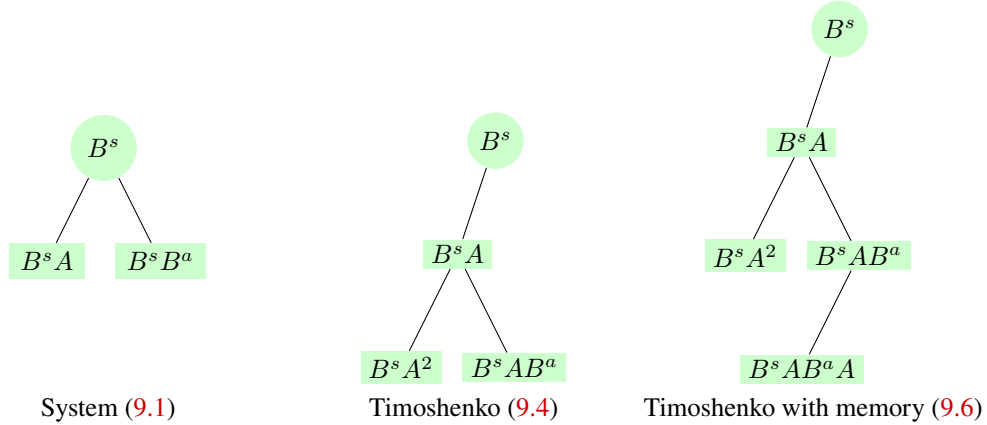 B^s
B^s A
B^s B^a
System (9.1)
B^s
B^s A
B^s A^2
B^s AB^a
Timoshenko (9.4)
B^s
B^s A
B^s A^2
B^s AB^a
B^s AB^a A
Timoshenko with memory (9.6)